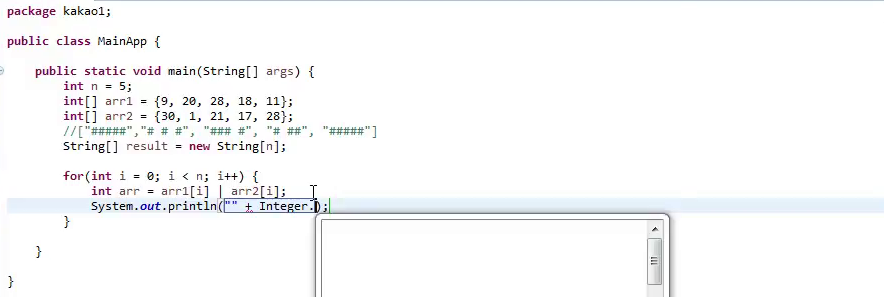 package kakao1;
public class MainApp {
public static void main(String[] args) {
int n = 5;
int[] arr1 = {9, 20, 28, 18, 11};
int[] arr2 = {30, 1, 21, 17, 28};
//["#####","# # #", "### #", "# ##", "#####"]
String[] result = new String[n];
for(int i = 0; i < n; i++) {
int arr = arr1[i] | arr2[i];
System.out.println("" + Integer.);
}
}
}